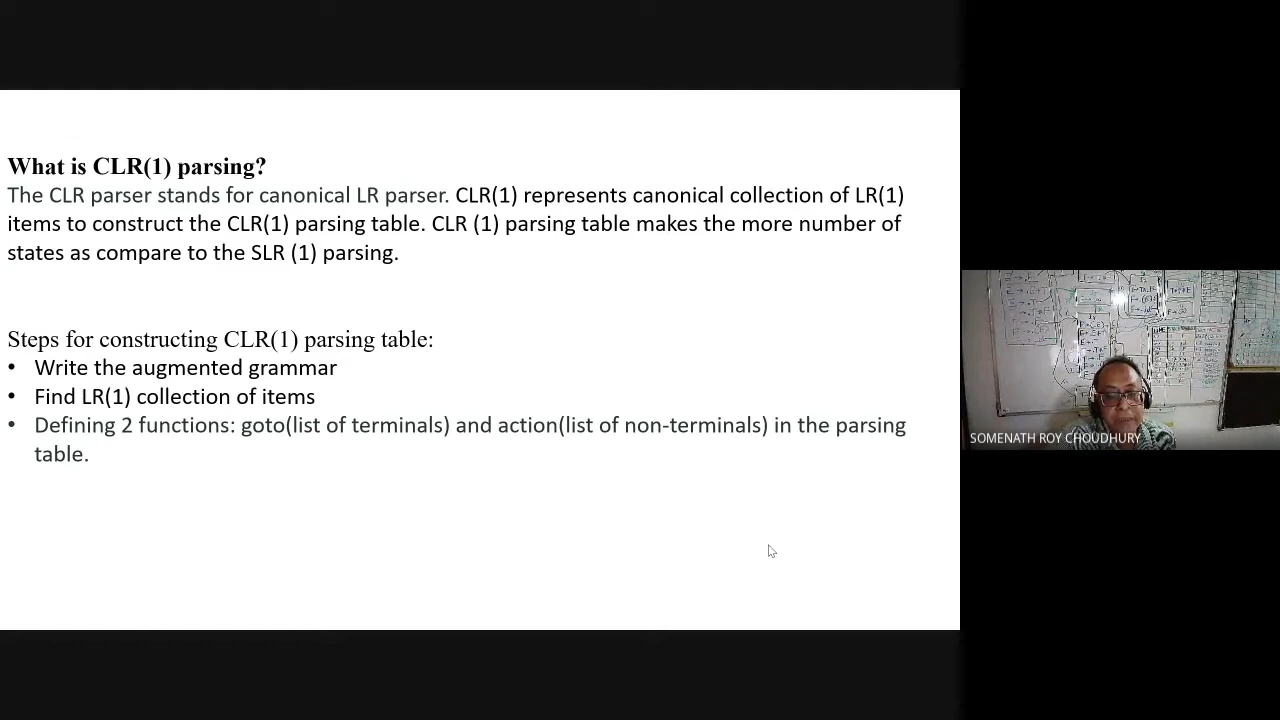 What is CLR(1) parsing?
The CLR parser stands for canonical LR parser. CLR(1) represents canonical collection of LR(1)
items to construct the CLR(1) parsing table. CLR (1) parsing table makes the more number of
states as compare to the SLR (1) parsing.
Steps for constructing CLR(1) parsing table:
• Write the augmented grammar
• Find LR(1) collection of items
• Defining 2 functions: goto(list of terminals) and action(list of non-terminals) in the parsing
table.
SOMENATH ROY CHOUDHURY